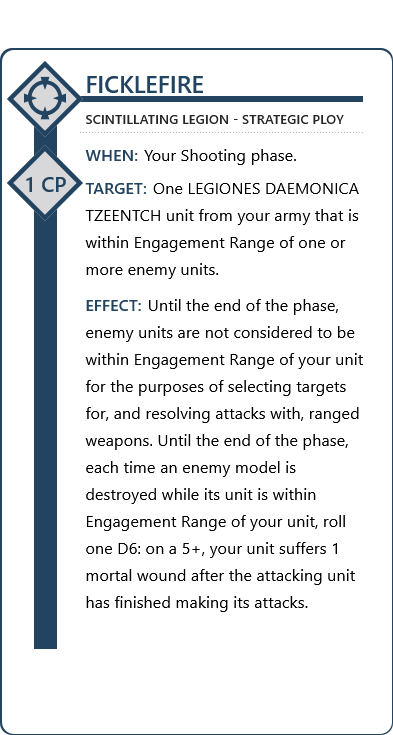 FICKLEFIRE
SCINTILLATING LEGION - STRATEGIC PLOY
1 CP
WHEN: Your Shooting phase.
TARGET: One LEGIONES DAEMONICA
TZEENTCH unit from your army that is
within Engagement Range of one or
more enemy units.
EFFECT: Until the end of the phase,
enemy units are not considered to be
within Engagement Range of your unit
for the purposes of selecting targets
for, and resolving attacks with, ranged
weapons. Until the end of the phase,
each time an enemy model is
destroyed while its unit is within
Engagement Range of your unit, roll
one D6: on a 5+, your unit suffers 1
mortal wound after the attacking unit
has finished making its attacks.